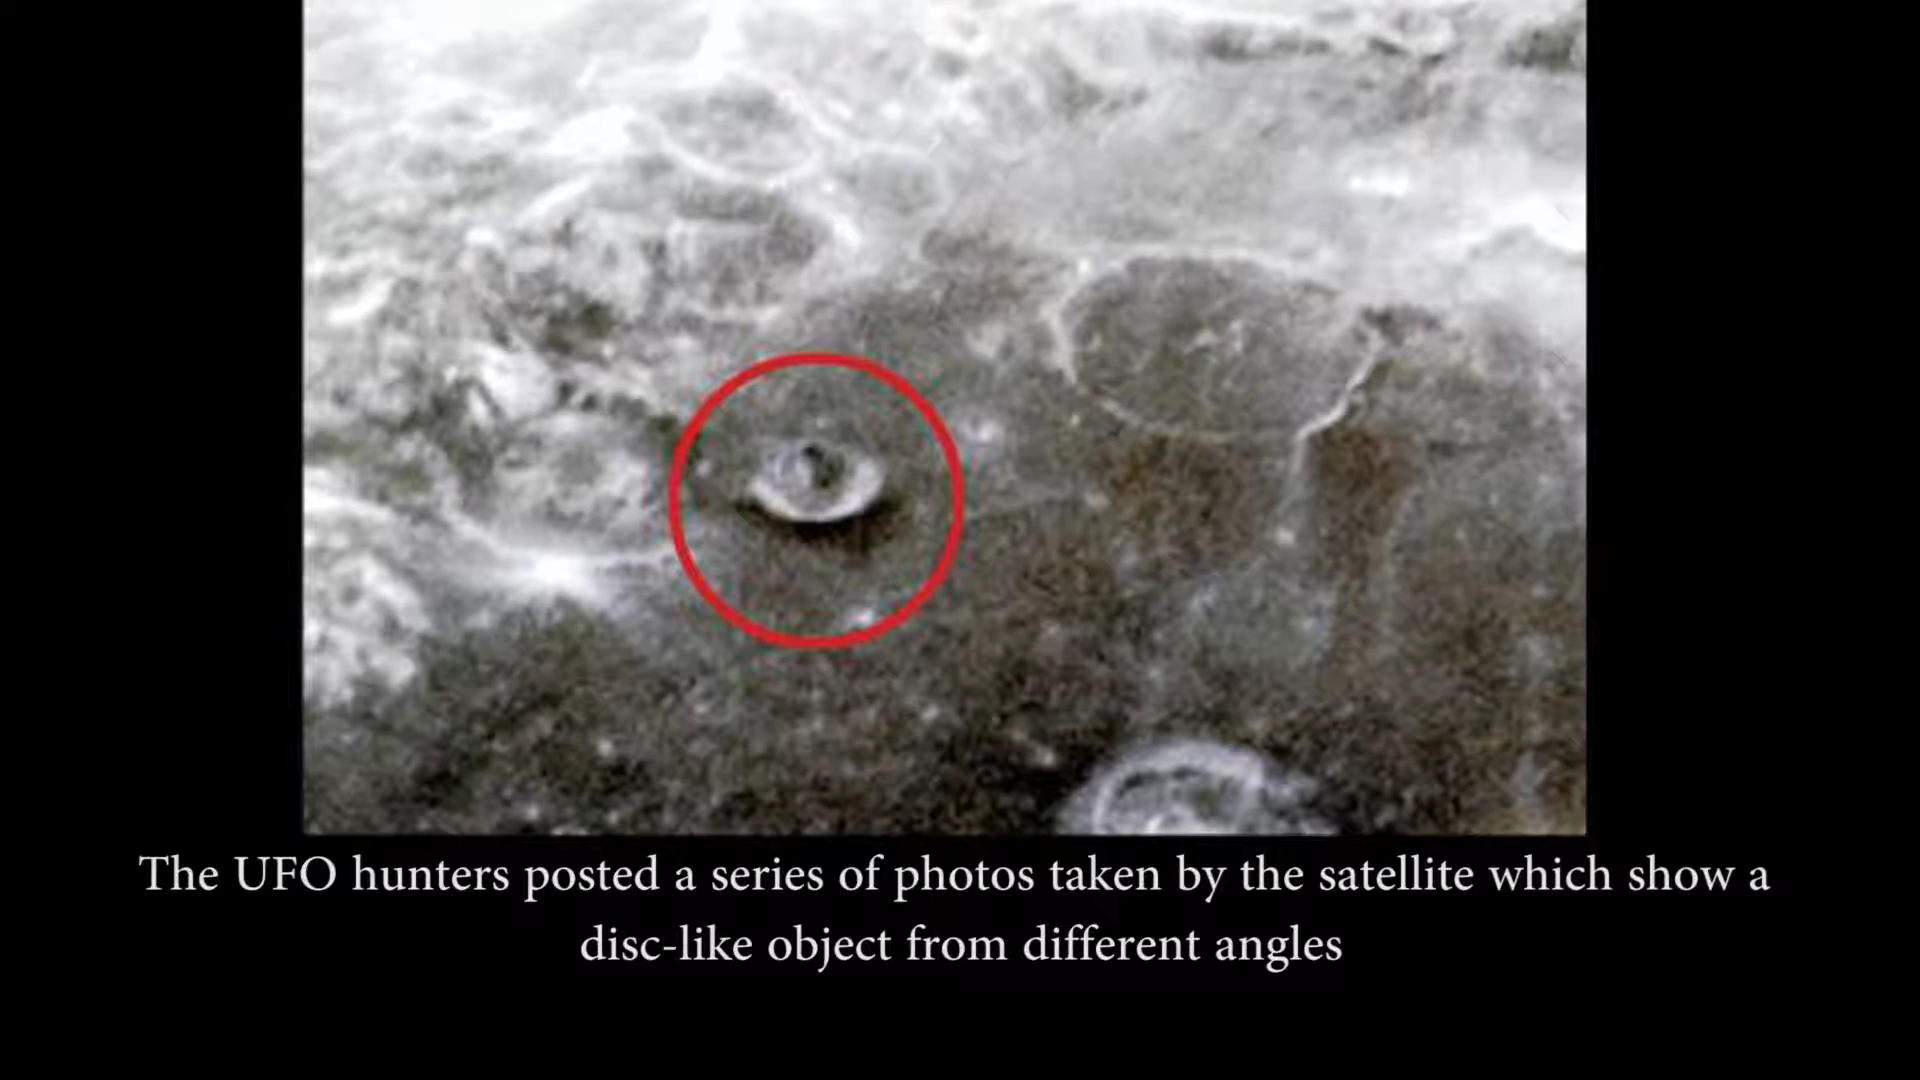 The UFO hunters posted a series of photos taken by the satellite which show a
disc-like object from different angles